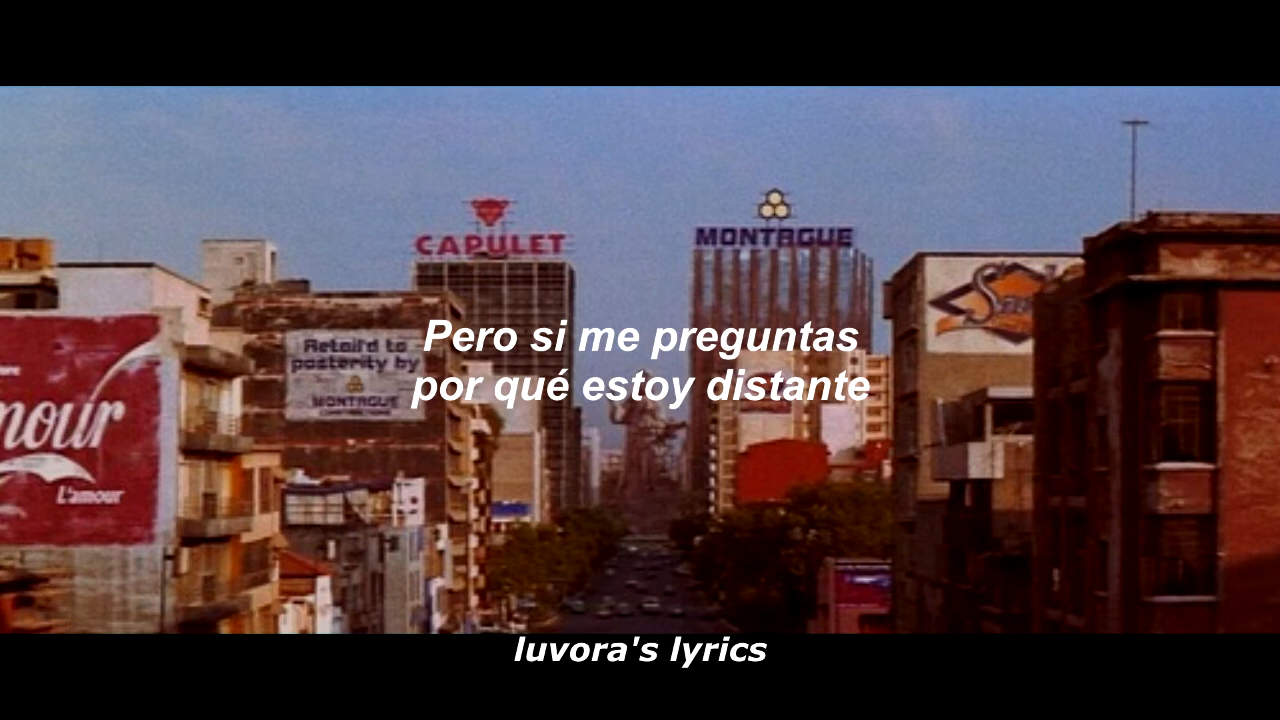 CAPULET
MONTAGUE
Retail'd to
posterity by
MONTAGUE
Pero si me preguntas
por qué estoy distante
mour
L'amour
luvora's lyrics